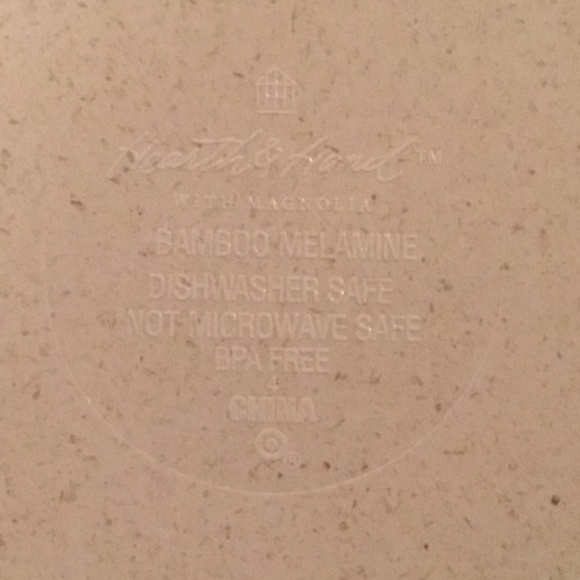 Hearth & Hand™
WITH MAGNOLIA
BAMBOO MELAMINE
DISHWASHER SAFE
NOT MICROWAVE SAFE
BPA FREE
4
CHINA
®